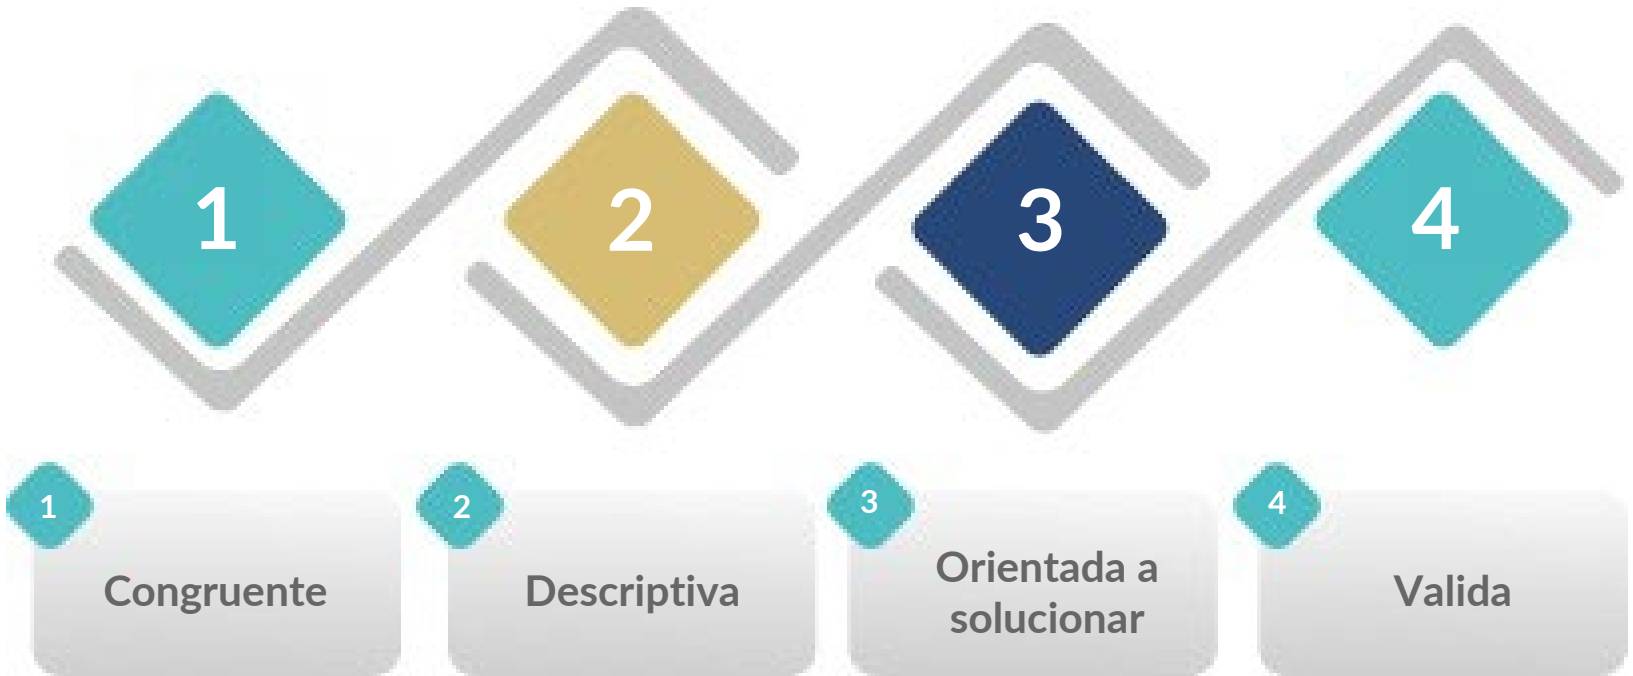 1
2
3
4
1
Congruente
2
Descriptiva
3
Orientada a
solucionar
4
Valida